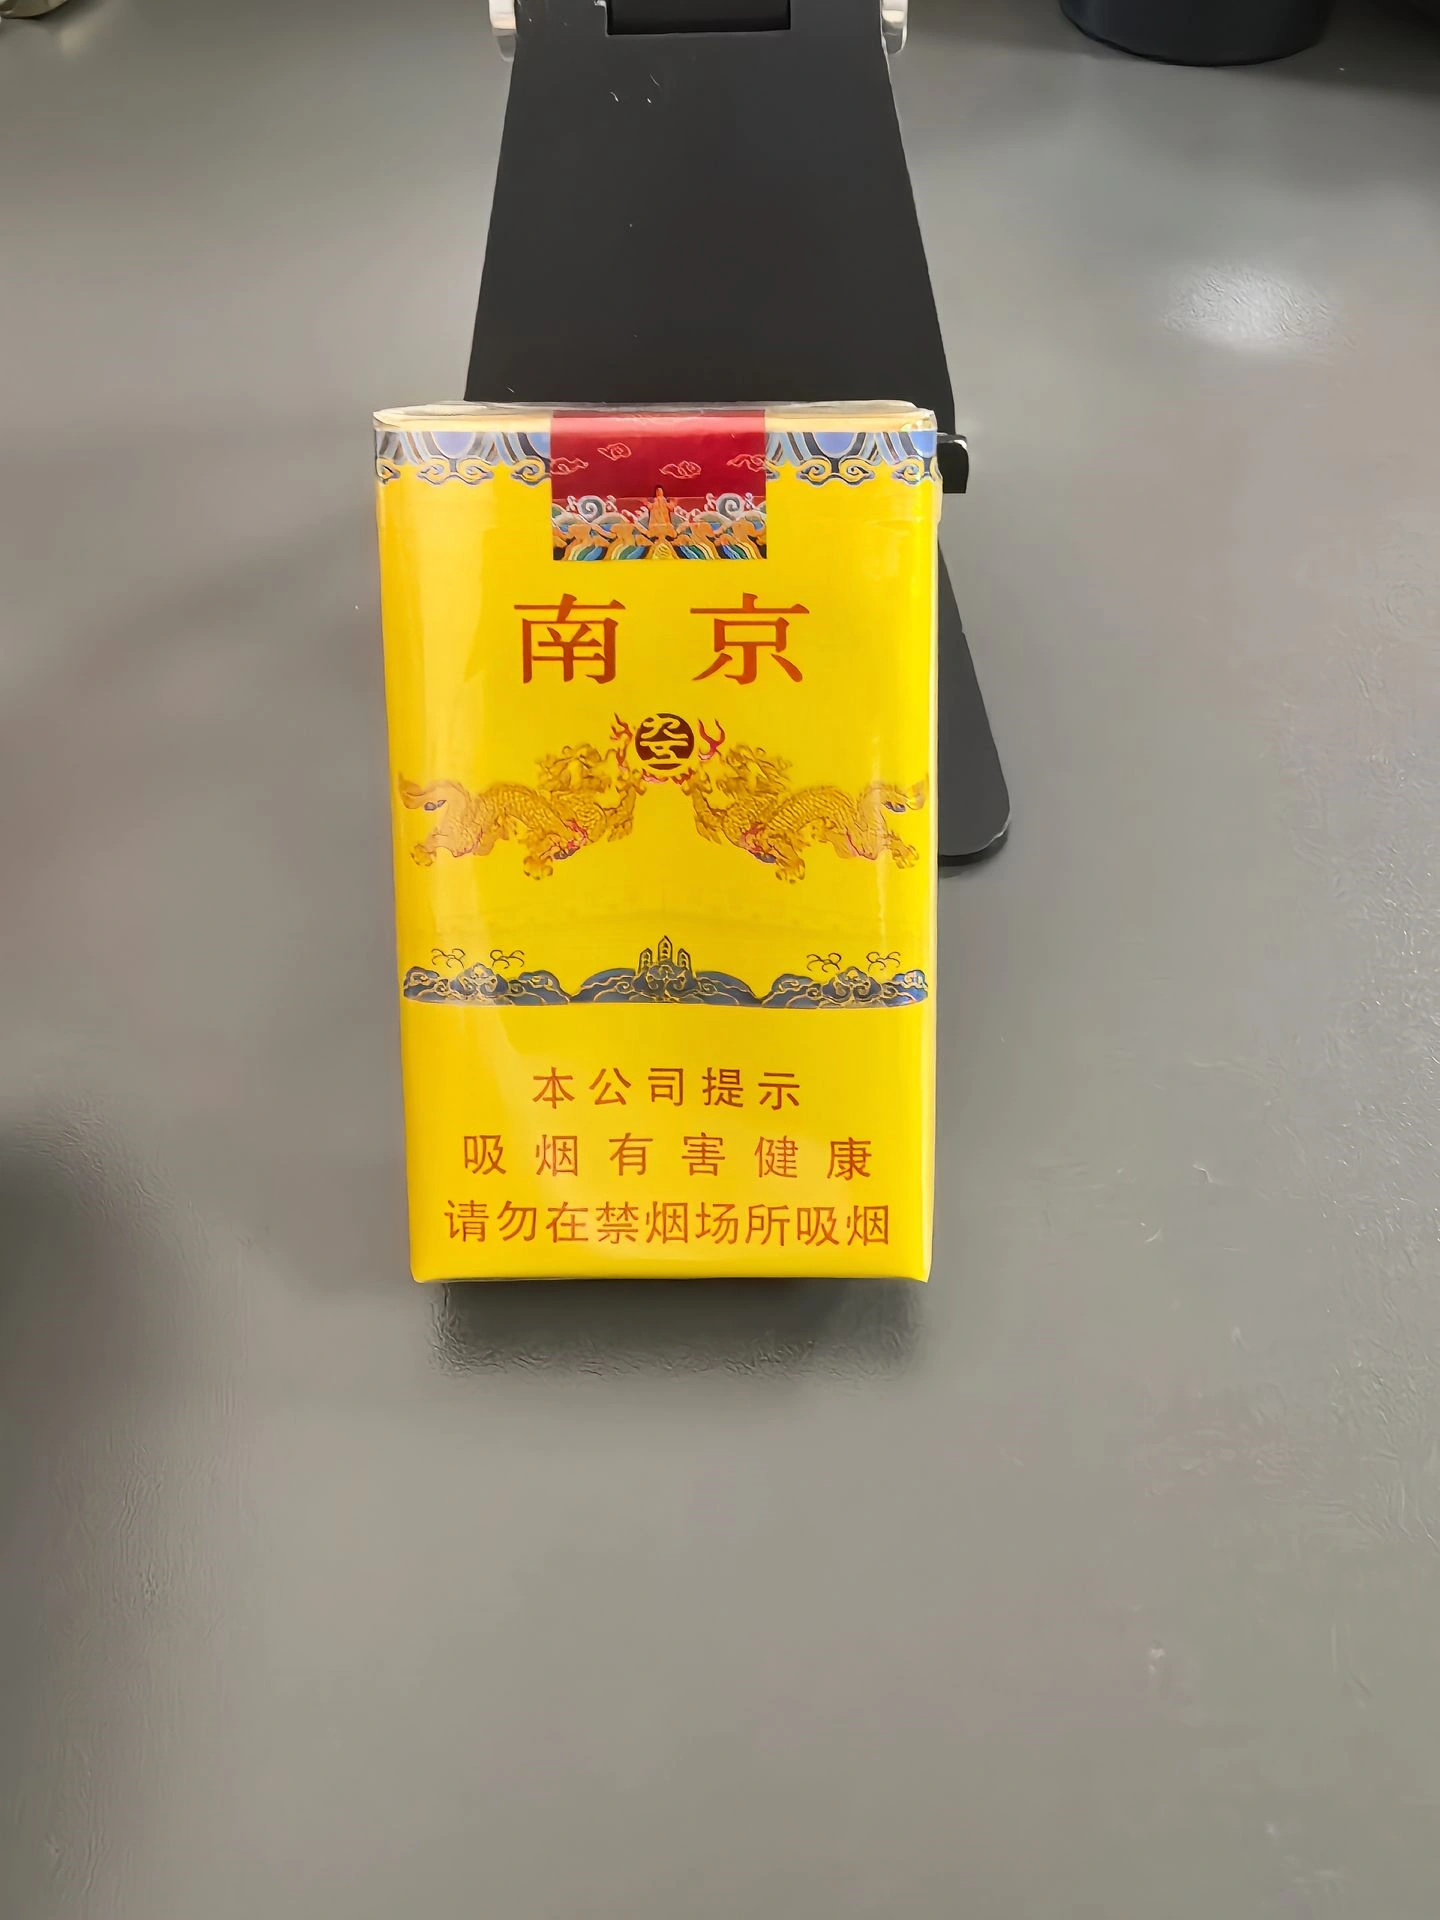 南京
本公司提示
吸烟有害健康
请勿在禁烟场所吸烟